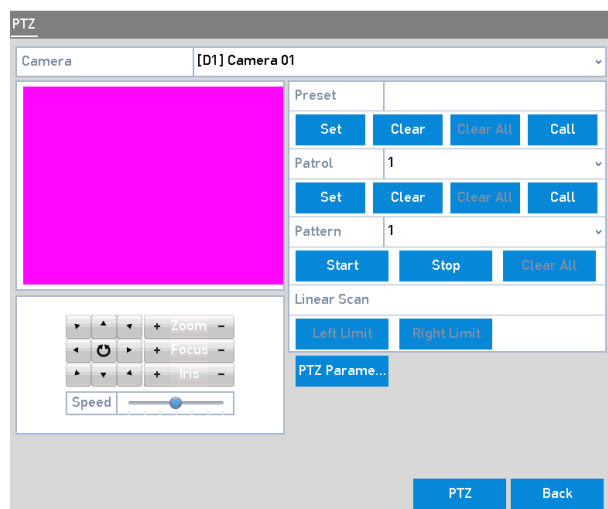 PTZ
Camera [D1] Camera 01
Preset
Set Clear Clear All Call
Patrol 1
Set Clear Clear All Call
Pattern 1
Start Stop Clear All
Linear Scan
Left Limit Right Limit
+ Zoom -
+ Focus -
+ Iris -
PTZ Parame...
Speed
PTZ Back